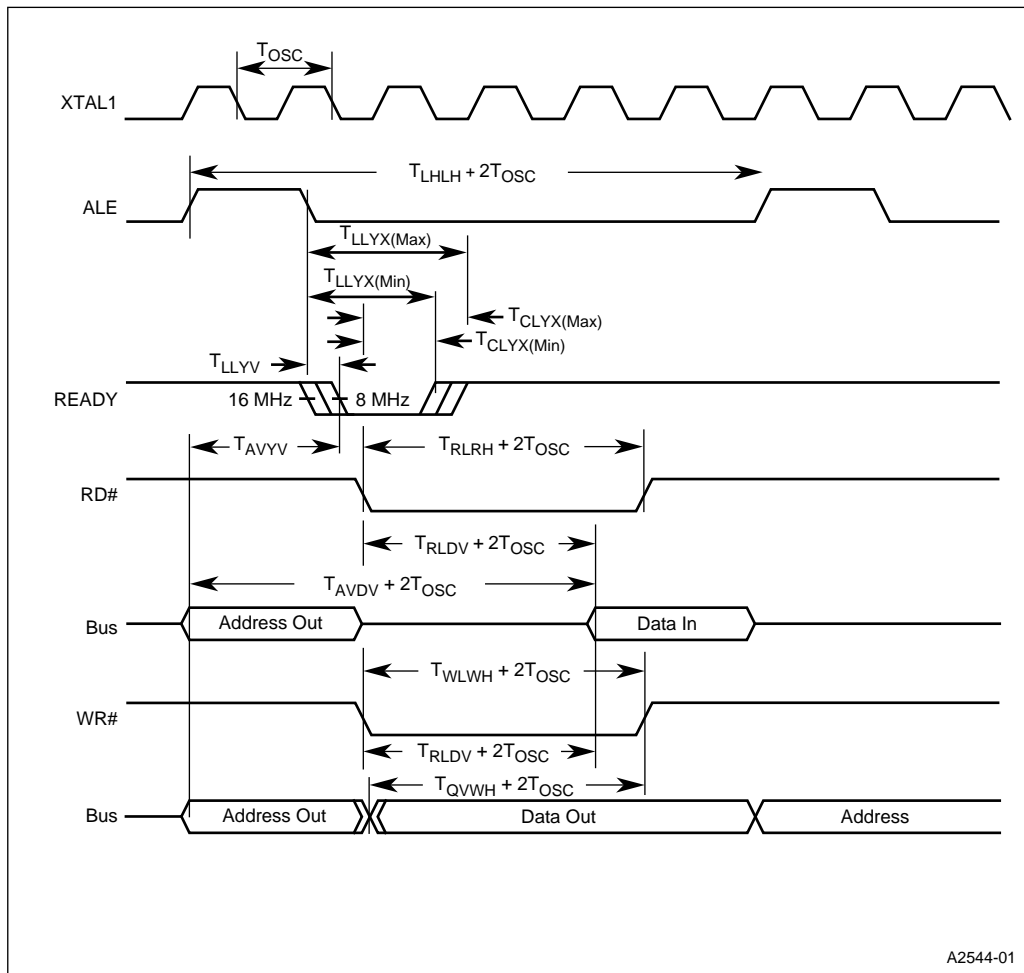 TOSC
XTAL1
TLHLH + 2TOSC
ALE
TLLYX(Max)
TLLYX(Min)
TCLYX(Max)
TCLYX(Min)
TLLYV
READY
16 MHz
8 MHz
TAVYV
TRLRH + 2TOSC
RD#
TRLDV + 2TOSC
TAVDV + 2TOSC
Bus
Address Out
Data In
TWLWH + 2TOSC
WR#
TRLDV + 2TOSC
TQVWH + 2TOSC
Bus
Address Out
Data Out
Address
A2544-01